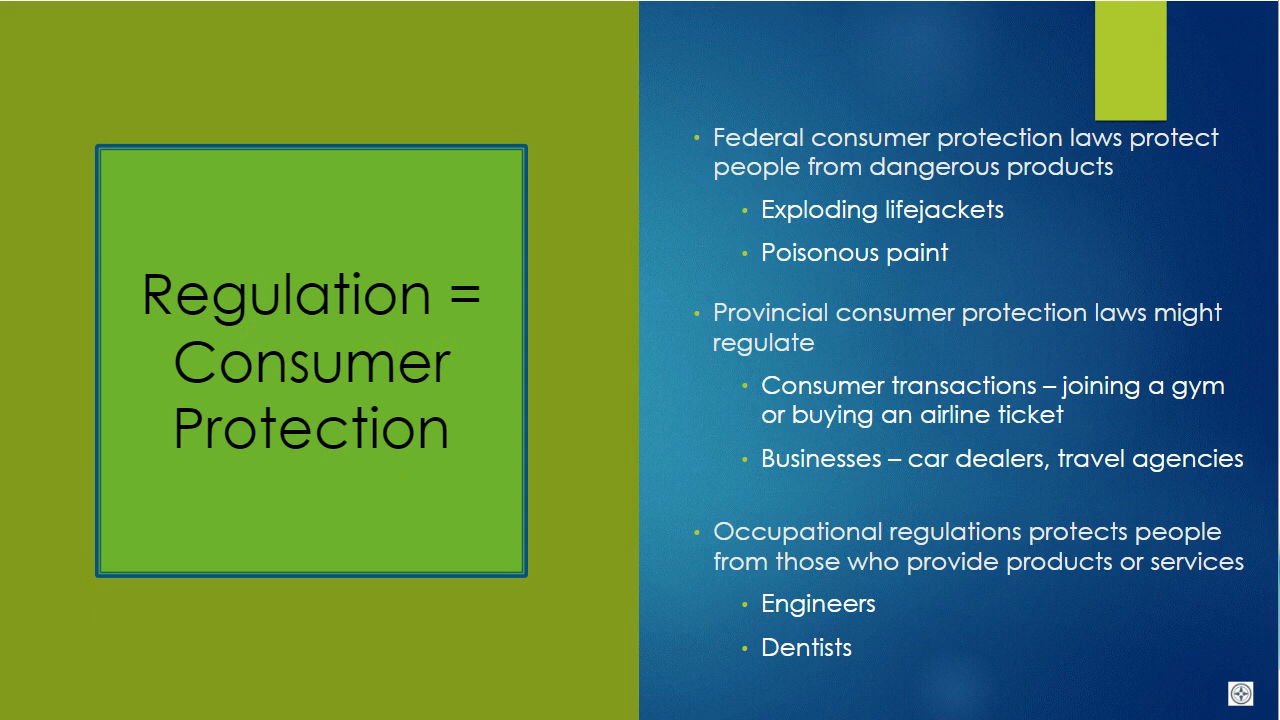 Regulation =
Consumer
Protection
• Federal consumer protection laws protect
people from dangerous products
• Exploding lifejackets
• Poisonous paint
• Provincial consumer protection laws might
regulate
• Consumer transactions – joining a gym
or buying an airline ticket
• Businesses – car dealers, travel agencies
• Occupational regulations protects people
from those who provide products or services
• Engineers
• Dentists